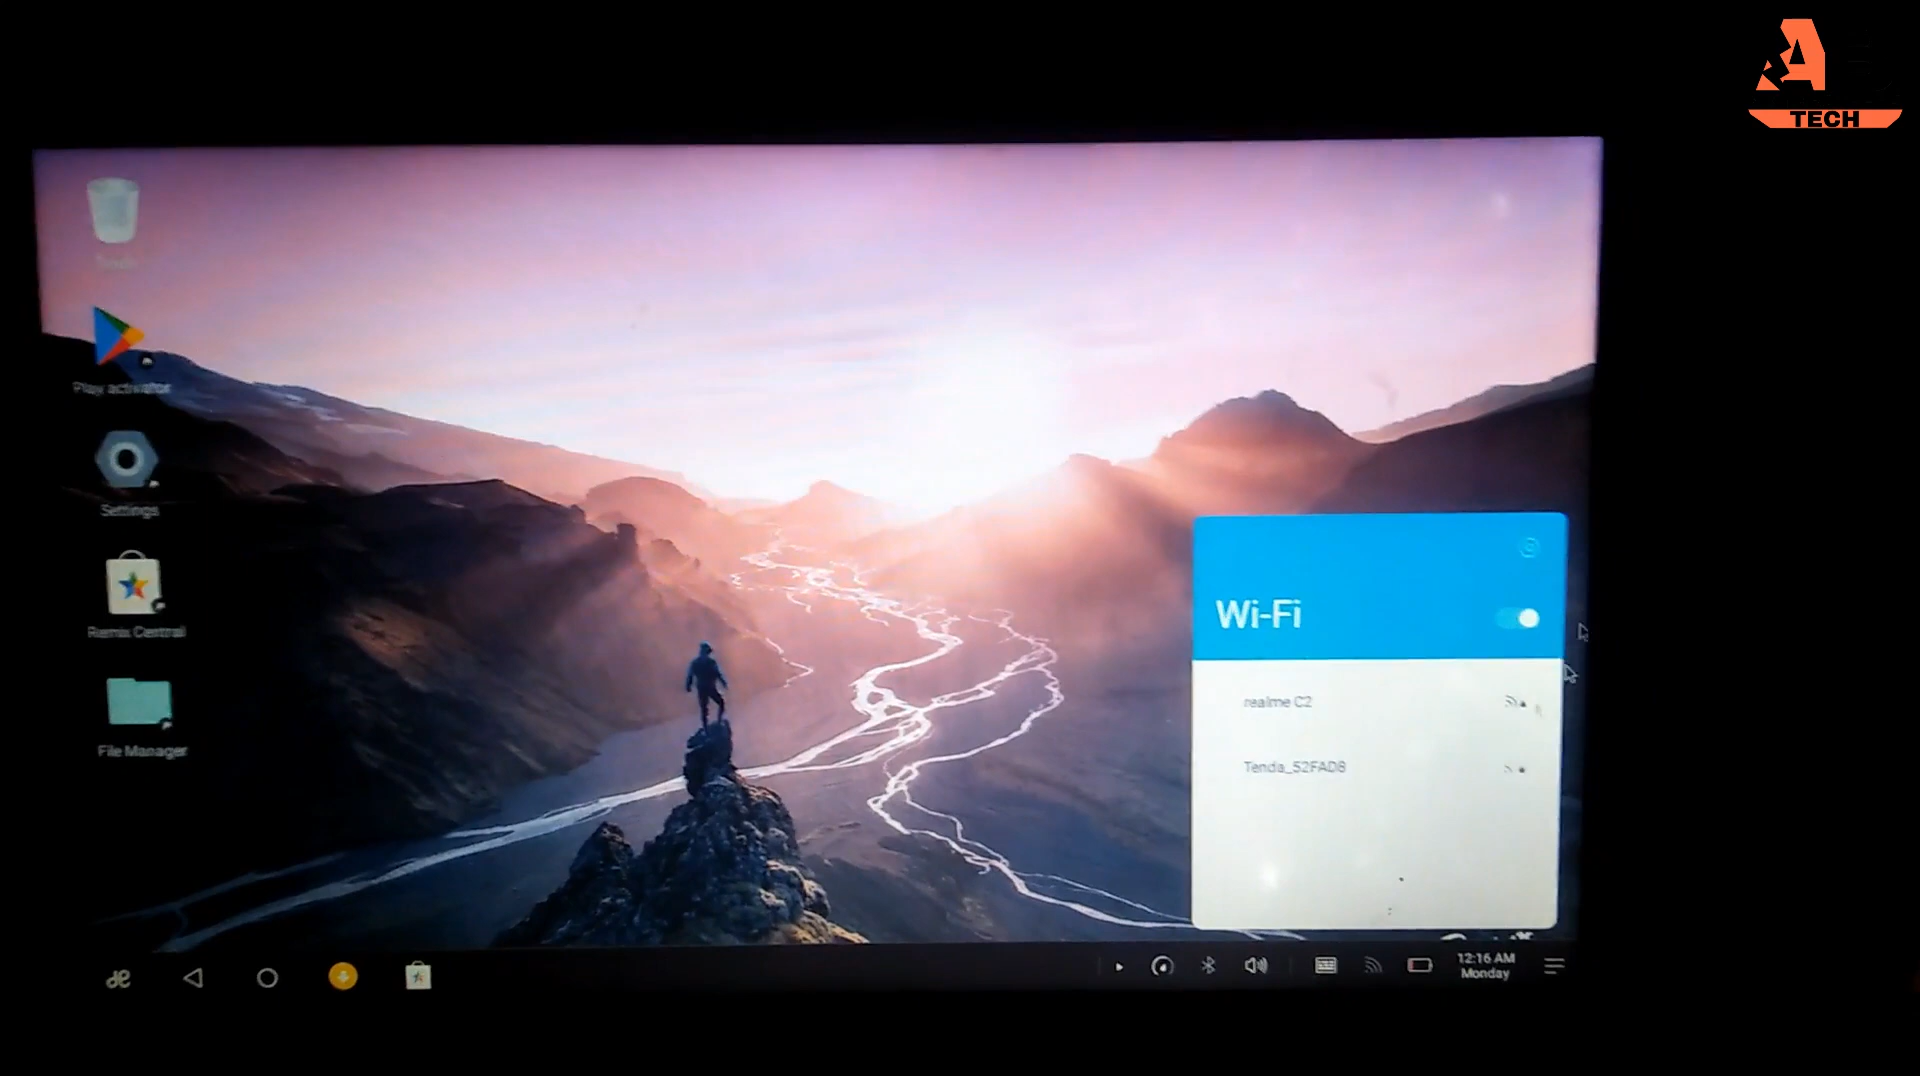 TECH
Play activator
Settings
Remix Central
File Manager
Wi-Fi
realme C2
Tenda_52FAD8
12:16 AM
Monday